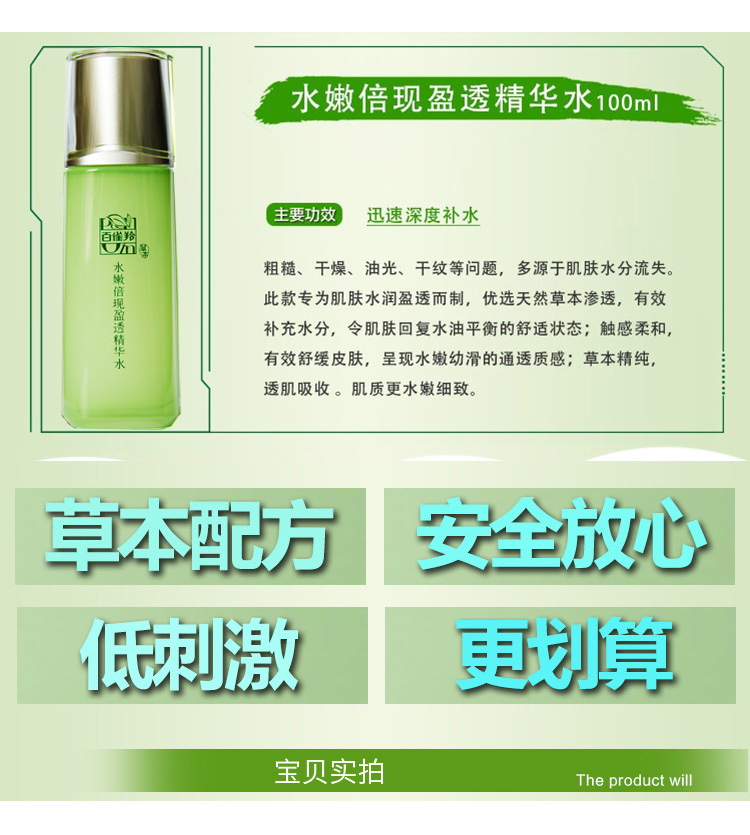 水嫩倍现盈透精华水100ml
百雀羚
水嫩倍现盈透精华水
主要功效 迅速深度补水
粗糙、干燥、油光、干纹等问题，多源于肌肤水分流失。
此款专为肌肤水润盈透而制，优选天然草本渗透，有效
补充水分，令肌肤回复水油平衡的舒适状态；触感柔和，
有效舒缓皮肤，呈现水嫩幼滑的通透质感；草本精纯，
透肌吸收 。肌质更水嫩细致。
草本配方 安全放心
低刺激 更划算
宝贝实拍
The product will